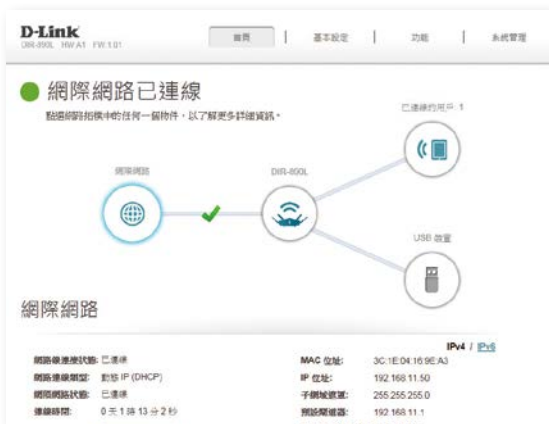 D-Link
DIR-890L HW:A1 FW:1.01
首頁 | 基本設定 | 功能 | 系統管理
網際網路已連線
點選網路拓樸中的任何一個物件，以了解更多詳細資訊。
已連線的用戶: 1
網際網路
DIR-890L
USB 裝置
網際網路
IPv4 / IPv6
網路線連接狀態: 已連線
MAC 位址: 3C:1E:04:16:9E:A3
網路連線類型: 動態 IP (DHCP)
IP 位址: 192.168.11.50
網際網路狀態: 已連線
子網域遮罩: 255.255.255.0
連線時間: 0 天 1 時 13 分 2 秒
預設閘道器: 192.168.11.1